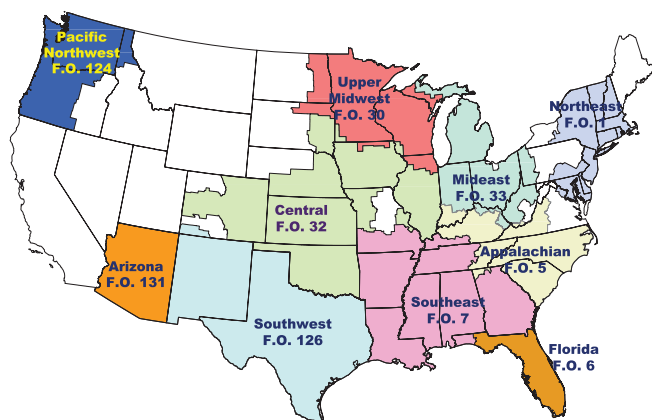 Pacific
Northwest
F.O. 124
Upper
Midwest
F.O. 30
Northeast
F.O. 1
Mideast
F.O. 33
Central
F.O. 32
Appalachian
F.O. 5
Arizona
F.O. 131
Southeast
F.O. 7
Southwest
F.O. 126
Florida
F.O. 6